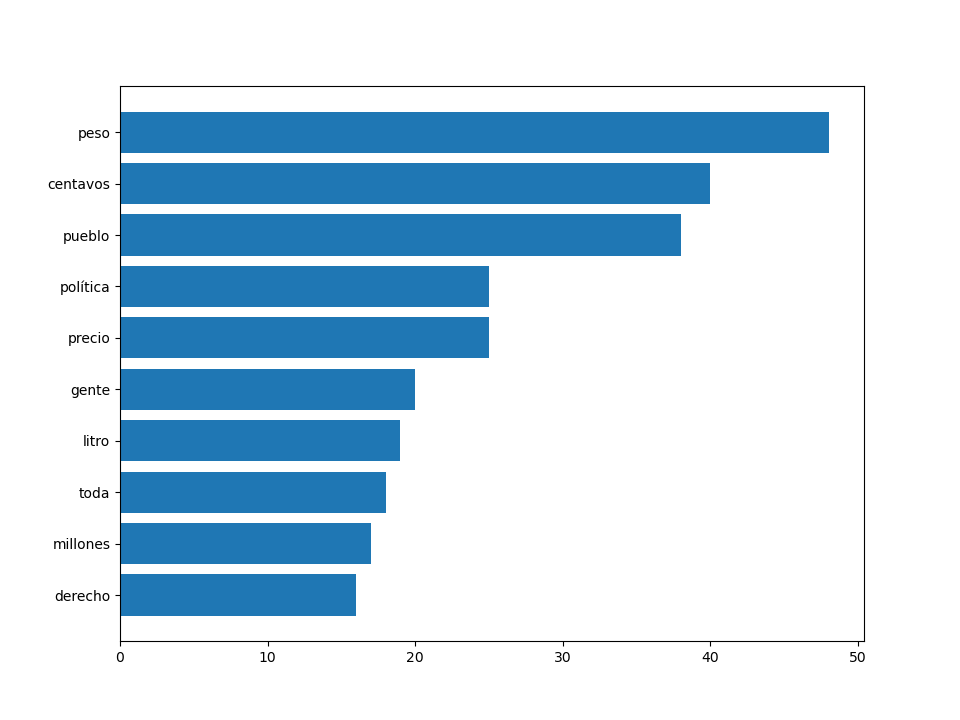 peso
centavos
pueblo
política
precio
gente
litro
toda
millones
derecho
0 10 20 30 40 50